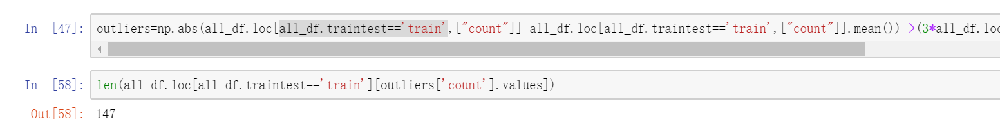 In [47]: outliers=np.abs(all_df.loc[all_df.traintest=='train',["count"]]-all_df.loc[all_df.traintest=='train',["count"]].mean()) >(3*all_df.loc
In [58]: len(all_df.loc[all_df.traintest=='train'][outliers['count'].values])
Out[58]: 147